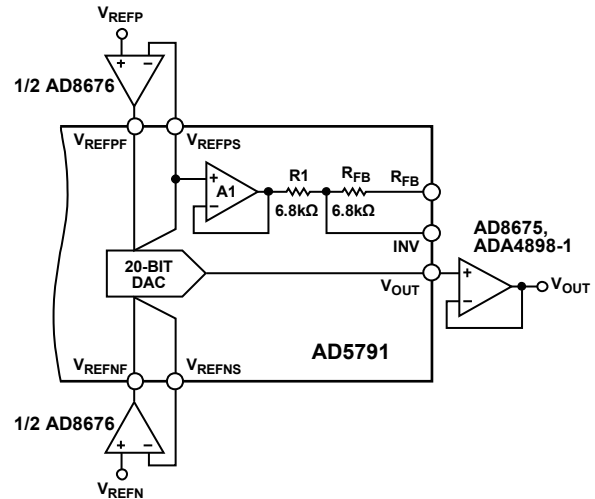 VREFP
+ −
1/2 AD8676
VREFPF
VREFPS
+
A1
−
R1
6.8kΩ
RFB
6.8kΩ
RFB
INV
20-BIT
DAC
VOUT
AD8675,
ADA4898-1
+
−
VOUT
AD5791
VREFNF
VREFNS
1/2 AD8676
+ −
VREFN